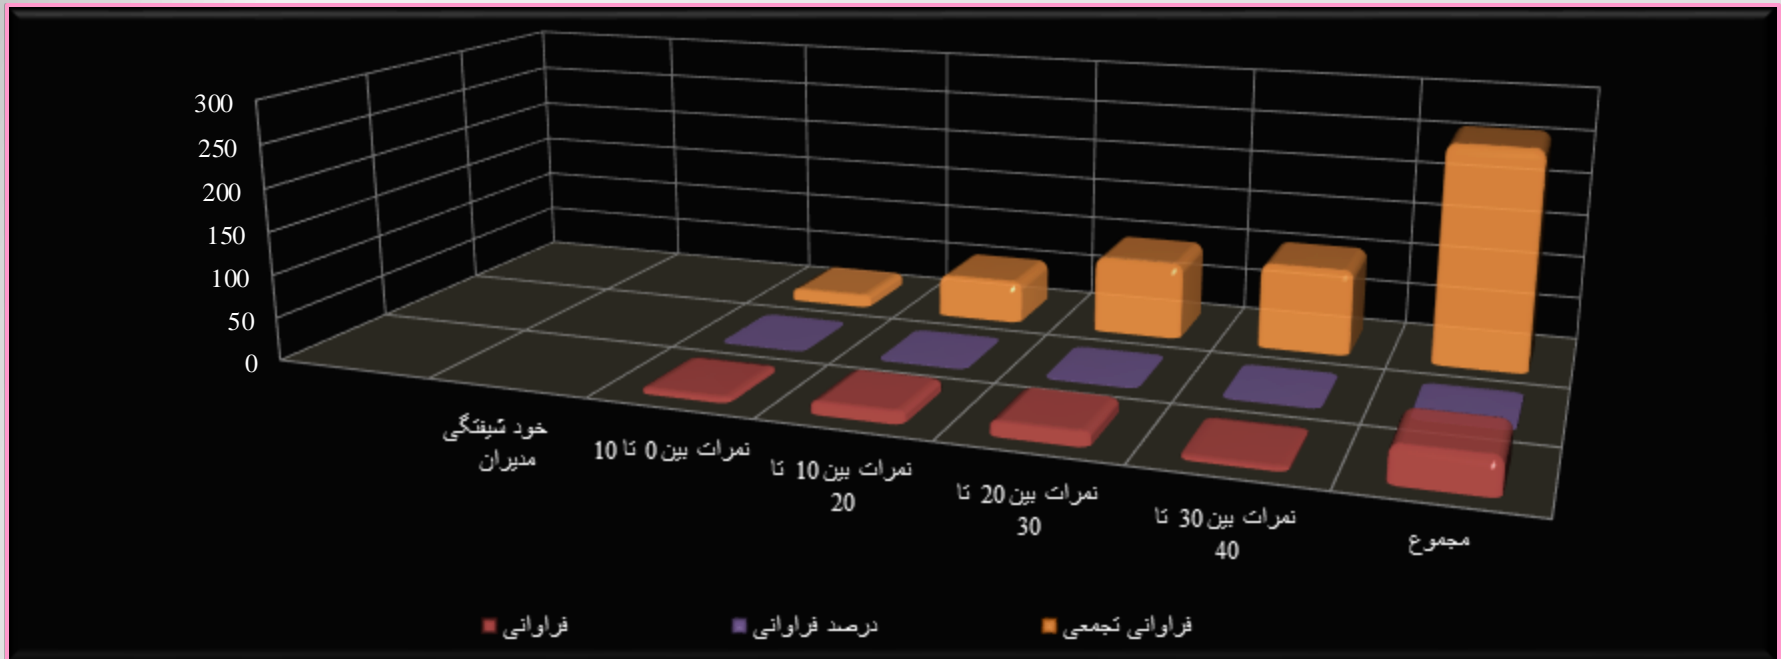 300
250
200
150
100
50
0
خود شیفتگی
مدیران
نمرات بین 0 تا 10
نمرات بین 10 تا
20
نمرات بین 20 تا
30
نمرات بین 30 تا
40
مجموع
فراوانی
درصد فراوانی
فراوانی تجمعی